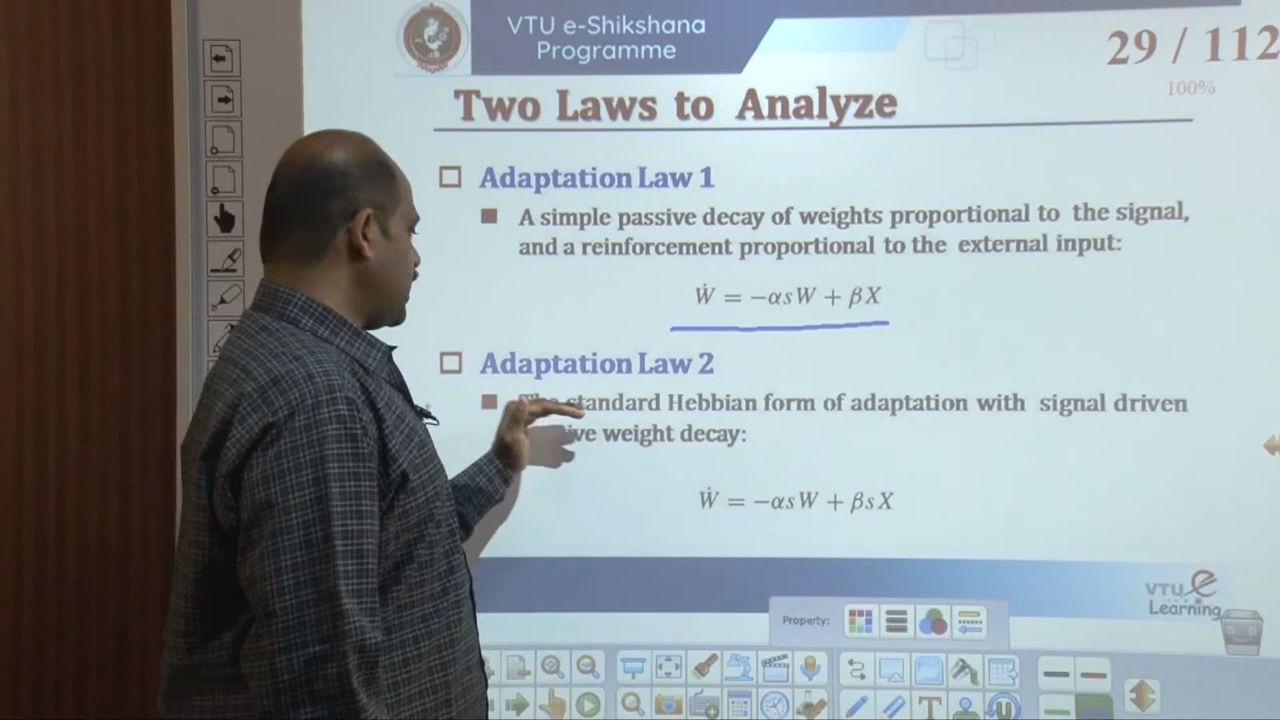 VTU e-Shikshana
Programme
29 / 112
100%
Two Laws to Analyze
Adaptation Law 1
A simple passive decay of weights proportional to the signal,
and a reinforcement proportional to the external input:
Ẇ = −αsW + βX
Adaptation Law 2
The standard Hebbian form of adaptation with signal driven
weight decay:
Ẇ = −αsW + βsX
VTU e
Learning
Property:
T